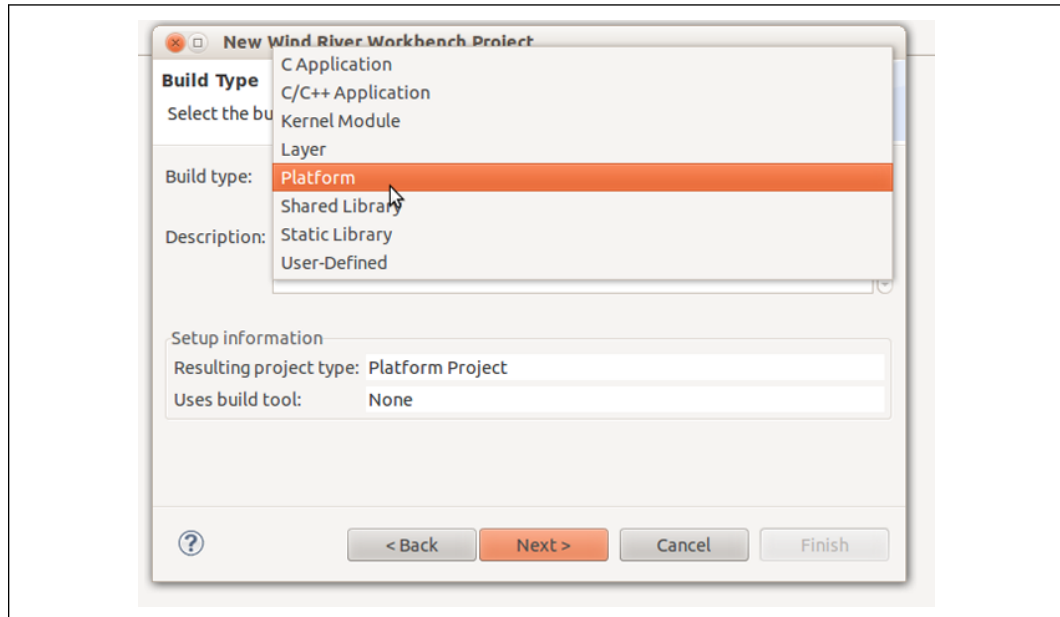 New Wind River Workbench Project
C Application
Build Type
C/C++ Application
Select the bu
Kernel Module
Layer
Build type: Platform
Shared Library
Description: Static Library
User-Defined
Setup information
Resulting project type: Platform Project
Uses build tool: None
? < Back Next > Cancel Finish